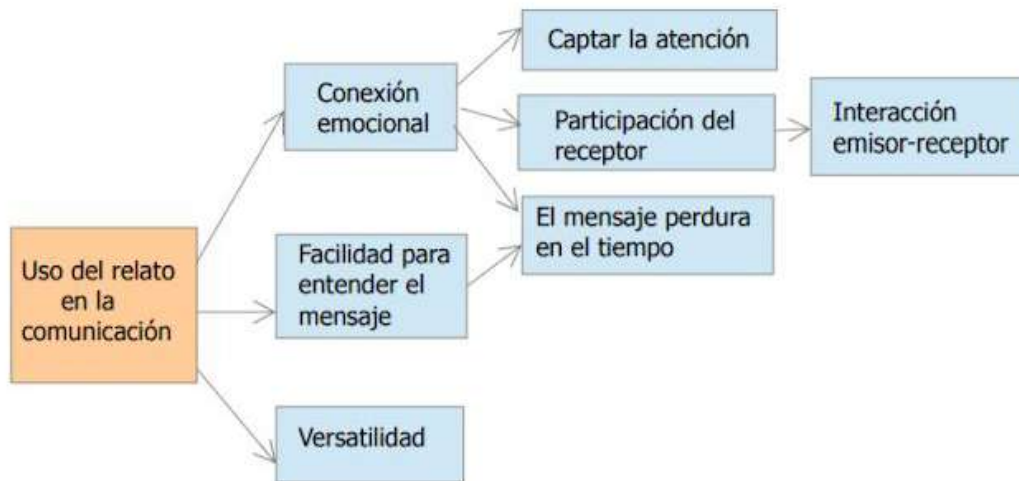 Captar la atención
Conexión
emocional
Participación del
receptor
Interacción
emisor-receptor
El mensaje perdura
en el tiempo
Uso del relato
en la
comunicación
Facilidad para
entender el
mensaje
Versatilidad